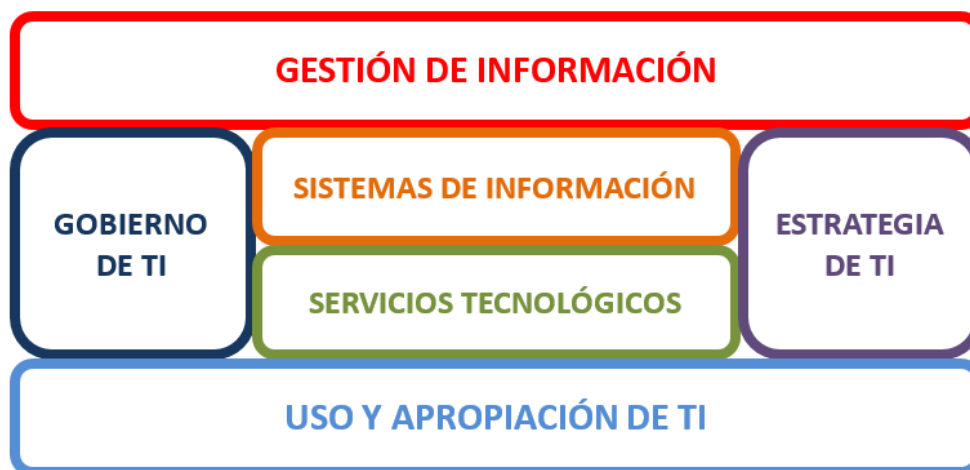 GESTIÓN DE INFORMACIÓN
GOBIERNO
DE TI
SISTEMAS DE INFORMACIÓN
SERVICIOS TECNOLÓGICOS
ESTRATEGIA
DE TI
USO Y APROPIACIÓN DE TI